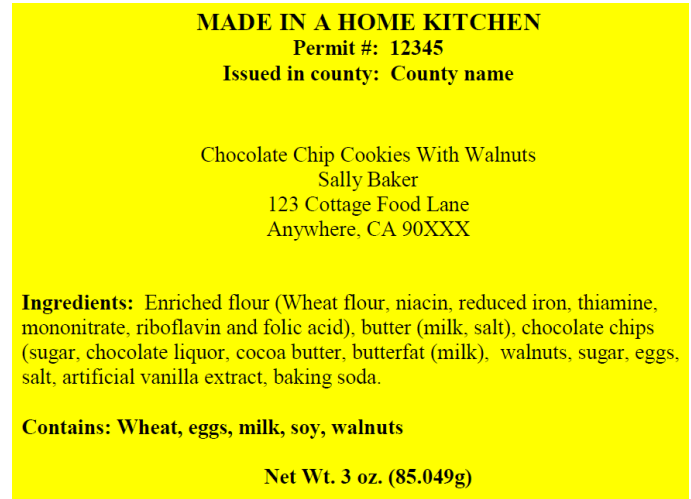 MADE IN A HOME KITCHEN
Permit #: 12345
Issued in county: County name
Chocolate Chip Cookies With Walnuts
Sally Baker
123 Cottage Food Lane
Anywhere, CA 90XXX
Ingredients: Enriched flour (Wheat flour, niacin, reduced iron, thiamine,
mononitrate, riboflavin and folic acid), butter (milk, salt), chocolate chips
(sugar, chocolate liquor, cocoa butter, butterfat (milk), walnuts, sugar, eggs,
salt, artificial vanilla extract, baking soda.
Contains: Wheat, eggs, milk, soy, walnuts
Net Wt. 3 oz. (85.049g)